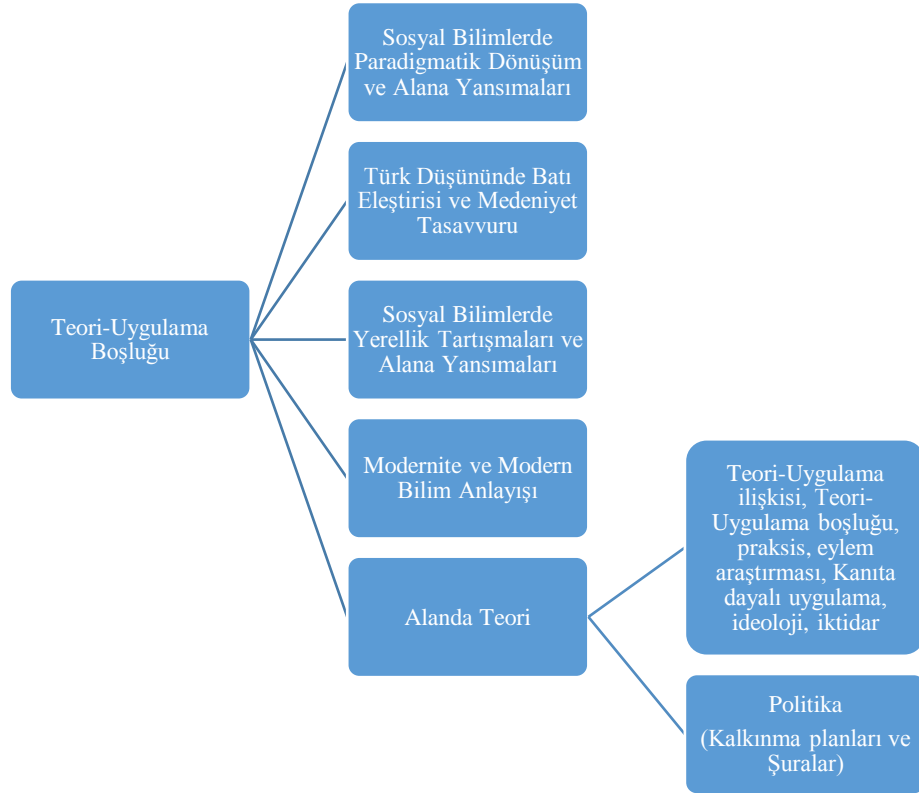 Sosyal Bilimlerde
Paradigmatik Dönüşüm
ve Alana Yansımaları
Türk Düşününde Batı
Eleştirisi ve Medeniyet
Tasavvuru
Teori-Uygulama
Boşluğu
Sosyal Bilimlerde
Yerellik Tartışmaları ve
Alana Yansımaları
Modernite ve Modern
Bilim Anlayışı
Alanda Teori
Teori-Uygulama
ilişkisi, Teori-
Uygulama boşluğu,
praksis, eylem
araştırması, Kanıta
dayalı uygulama,
ideoloji, iktidar
Politika
(Kalkınma planları ve
Şuralar)